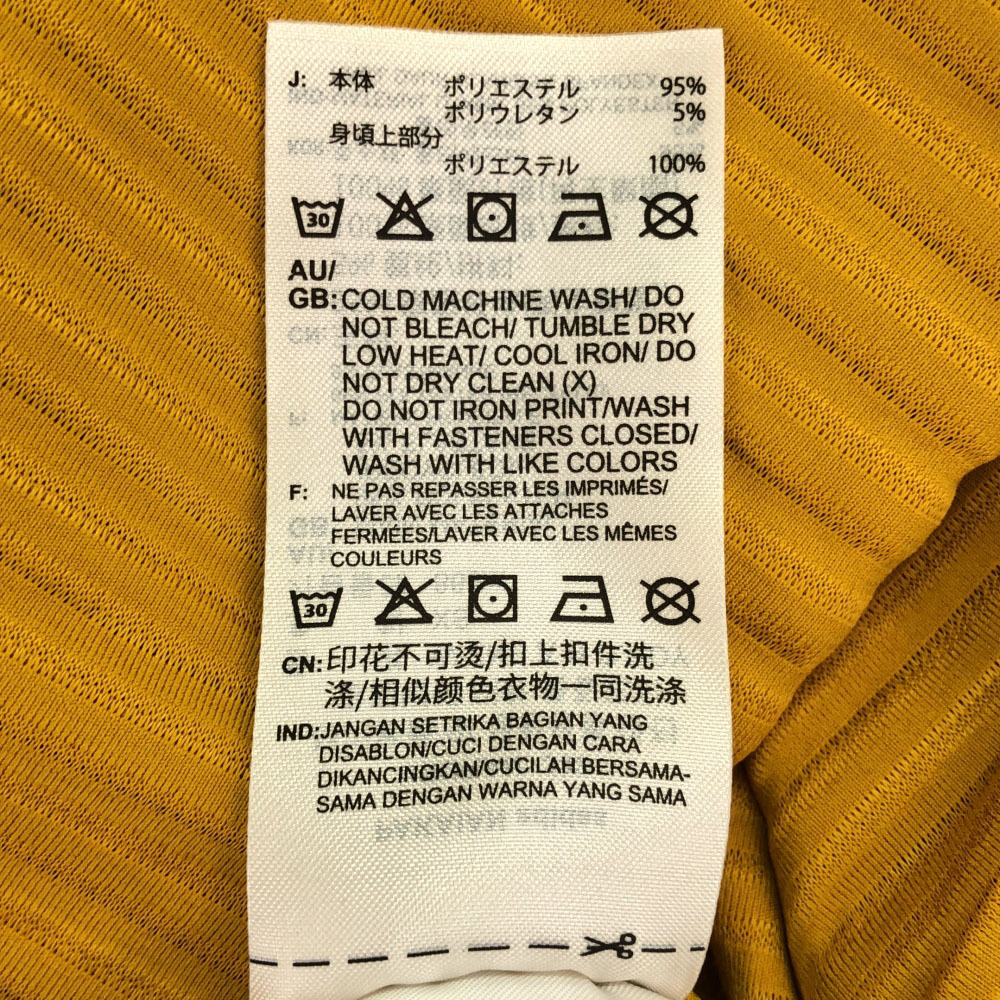 J: 本体 ポリエステル 95%
ポリウレタン 5%
身頃上部分
ポリエステル 100%
30
AU/
GB: COLD MACHINE WASH/ DO
NOT BLEACH/ TUMBLE DRY
LOW HEAT/ COOL IRON/ DO
NOT DRY CLEAN (X)
DO NOT IRON PRINT/WASH
WITH FASTENERS CLOSED/
WASH WITH LIKE COLORS
F: NE PAS REPASSER LES IMPRIMÉS/
LAVER AVEC LES ATTACHES
FERMÉES/LAVER AVEC LES MÊMES
COULEURS
30
CN: 印花不可烫/扣上扣件洗
涤/相似颜色衣物一同洗涤
IND: JANGAN SETRIKA BAGIAN YANG
DISABLON/CUCI DENGAN CARA
DIKANCINGKAN/CUCILAH BERSAMA-
SAMA DENGAN WARNA YANG SAMA